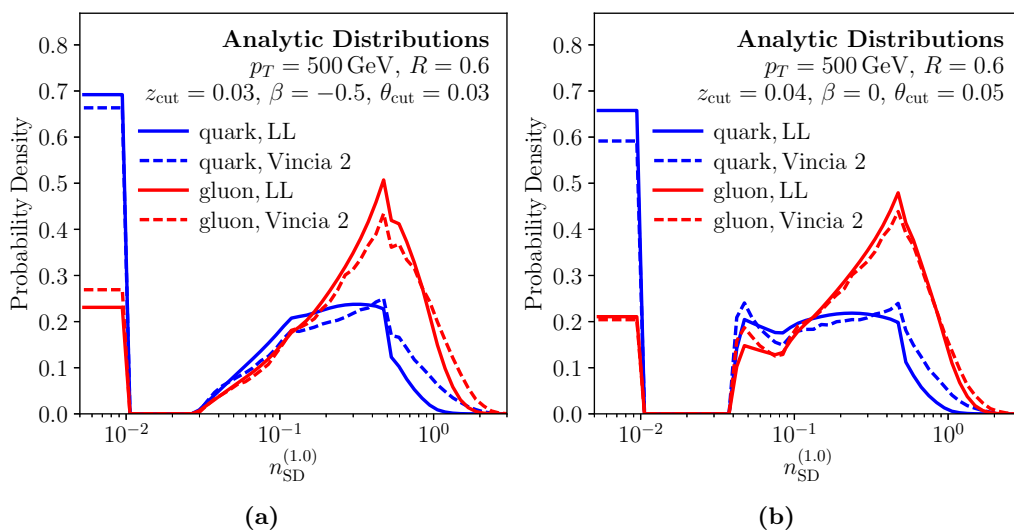 Analytic Distributions
p_T = 500 GeV, R = 0.6
z_cut = 0.03, β = −0.5, θ_cut = 0.03
quark, LL
quark, Vincia 2
gluon, LL
gluon, Vincia 2
Probability Density
0.8
0.7
0.6
0.5
0.4
0.3
0.2
0.1
0.0
10^−2
10^−1
10^0
n_SD^(1.0)
(a)
Analytic Distributions
p_T = 500 GeV, R = 0.6
z_cut = 0.04, β = 0, θ_cut = 0.05
quark, LL
quark, Vincia 2
gluon, LL
gluon, Vincia 2
Probability Density
0.8
0.7
0.6
0.5
0.4
0.3
0.2
0.1
0.0
10^−2
10^−1
10^0
n_SD^(1.0)
(b)